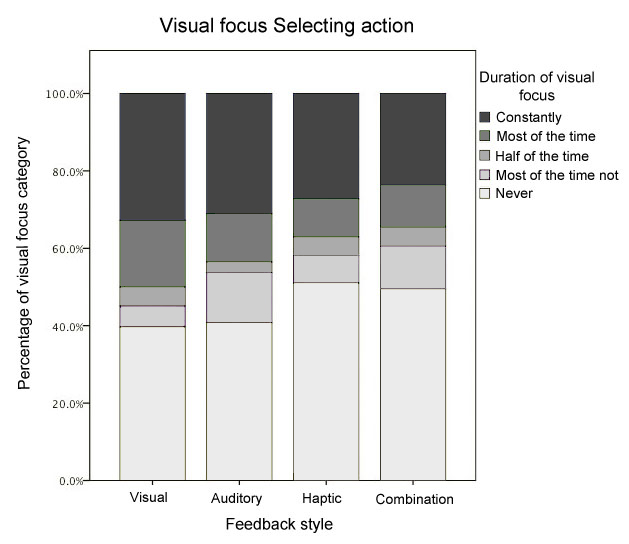 Visual focus Selecting action
Duration of visual
focus
Constantly
Most of the time
Half of the time
Most of the time not
Never
Percentage of visual focus category
100.0%
80.0%
60.0%
40.0%
20.0%
0.0%
Visual
Auditory
Haptic
Combination
Feedback style